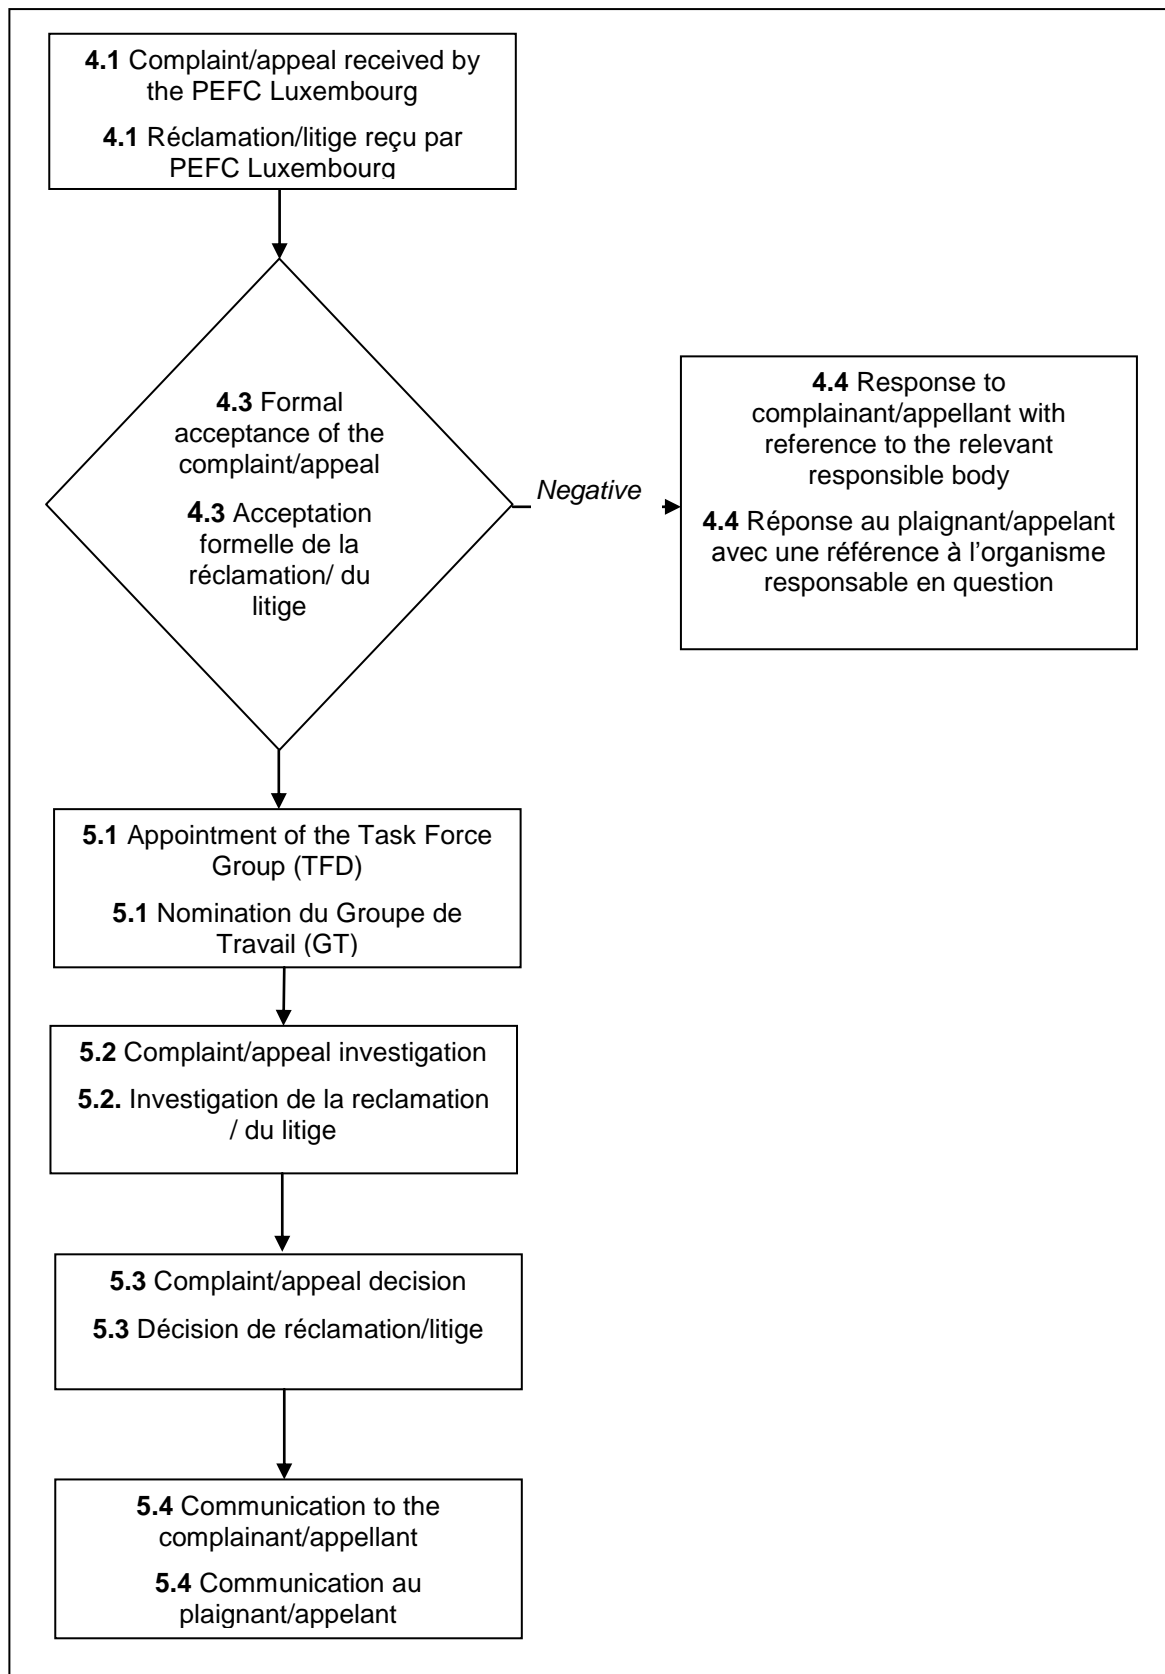 4.1 Complaint/appeal received by
the PEFC Luxembourg
4.1 Réclamation/litige reçu par
PEFC Luxembourg
4.3 Formal
acceptance of the
complaint/appeal
4.3 Acceptation
formelle de la
réclamation/ du
litige
Negative
4.4 Response to
complainant/appellant with
reference to the relevant
responsible body
4.4 Réponse au plaignant/appelant
avec une référence à l’organisme
responsable en question
5.1 Appointment of the Task Force
Group (TFD)
5.1 Nomination du Groupe de
Travail (GT)
5.2 Complaint/appeal investigation
5.2. Investigation de la reclamation
/ du litige
5.3 Complaint/appeal decision
5.3 Décision de réclamation/litige
5.4 Communication to the
complainant/appellant
5.4 Communication au
plaignant/appelant